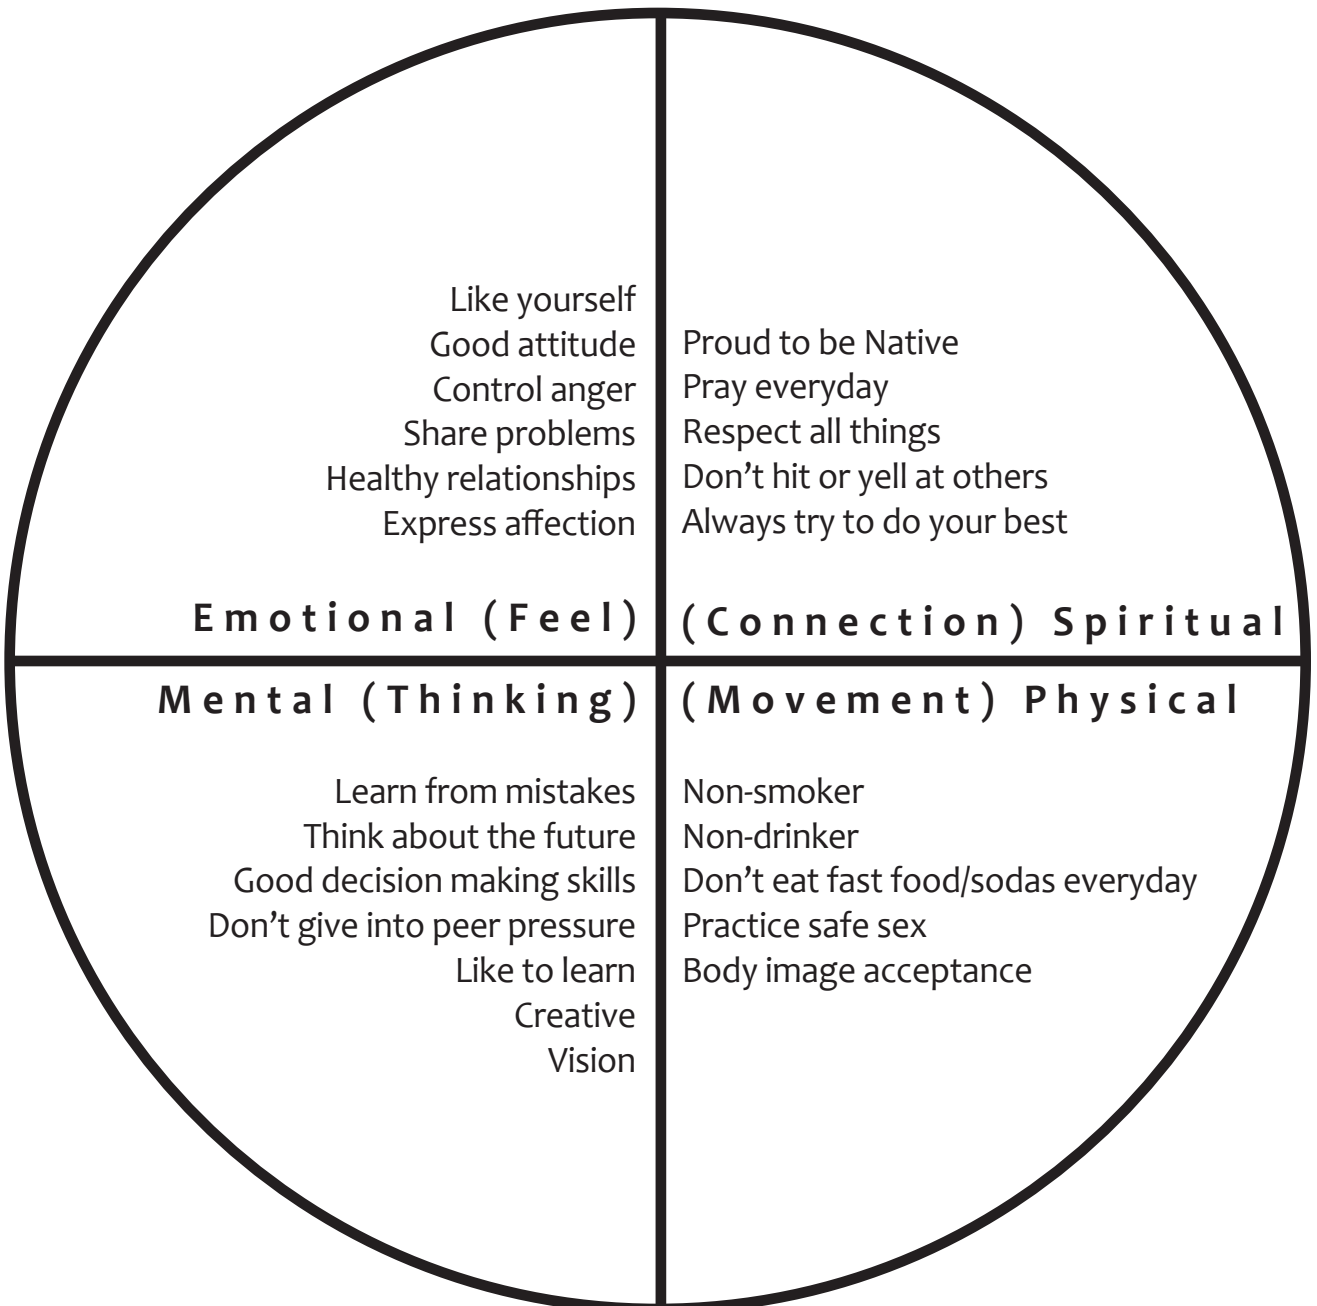 Like yourself
Good attitude
Control anger
Share problems
Healthy relationships
Express affection
Emotional (Feel)
Proud to be Native
Pray everyday
Respect all things
Don't hit or yell at others
Always try to do your best
(Connection) Spiritual
Mental (Thinking)
Learn from mistakes
Think about the future
Good decision making skills
Don't give into peer pressure
Like to learn
Creative
Vision
(Movement) Physical
Non-smoker
Non-drinker
Don't eat fast food/sodas everyday
Practice safe sex
Body image acceptance